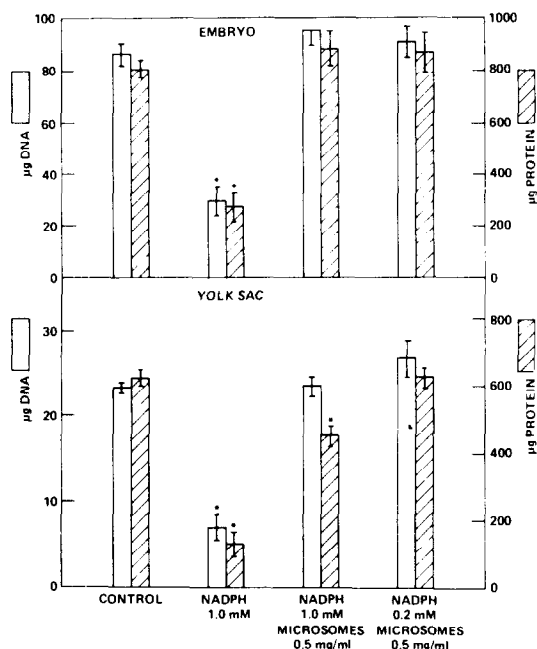 EMBRYO
100
80
60
40
20
0
µg DNA
1000
800
600
400
200
0
µg PROTEIN
* *
YOLK SAC
30
20
10
0
µg DNA
800
600
400
200
0
µg PROTEIN
*
* *
CONTROL
NADPH
1.0 mM
NADPH
1.0 mM
MICROSOMES
0.5 mg/ml
NADPH
0.2 mM
MICROSOMES
0.5 mg/ml